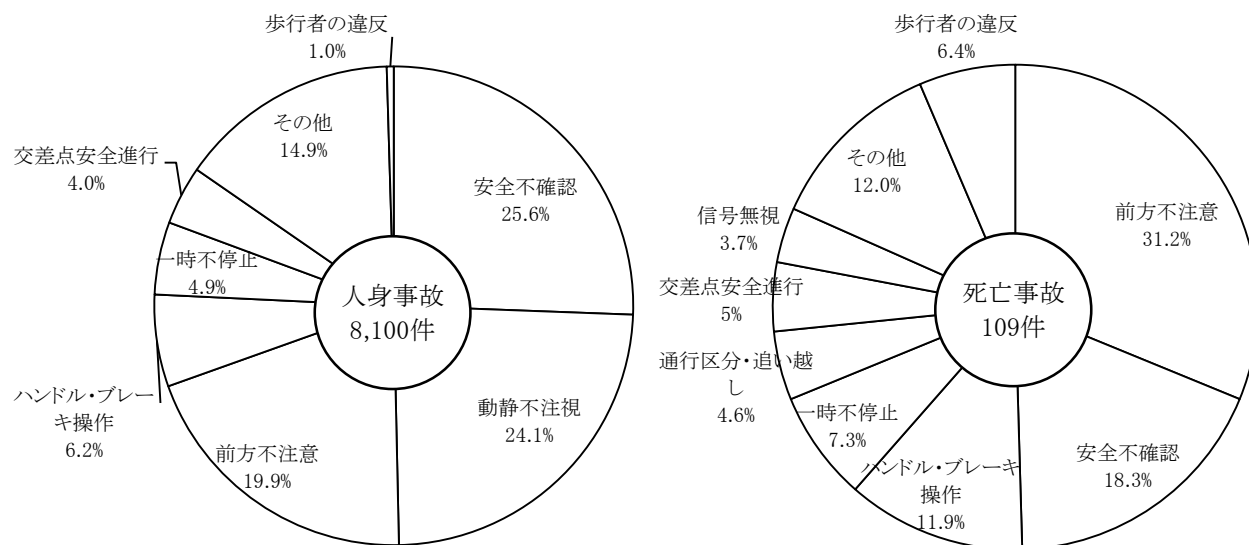 歩行者の違反
1.0%
その他
14.9%
交差点安全進行
4.0%
安全不確認
25.6%
一時不停止
4.9%
人身事故
8,100件
ハンドル・ブレー
キ操作
6.2%
動静不注視
24.1%
前方不注意
19.9%
歩行者の違反
6.4%
その他
12.0%
前方不注意
31.2%
信号無視
3.7%
交差点安全進行
5%
死亡事故
109件
通行区分・追い越
し
4.6%
一時不停止
7.3%
安全不確認
18.3%
ハンドル・ブレーキ
操作
11.9%